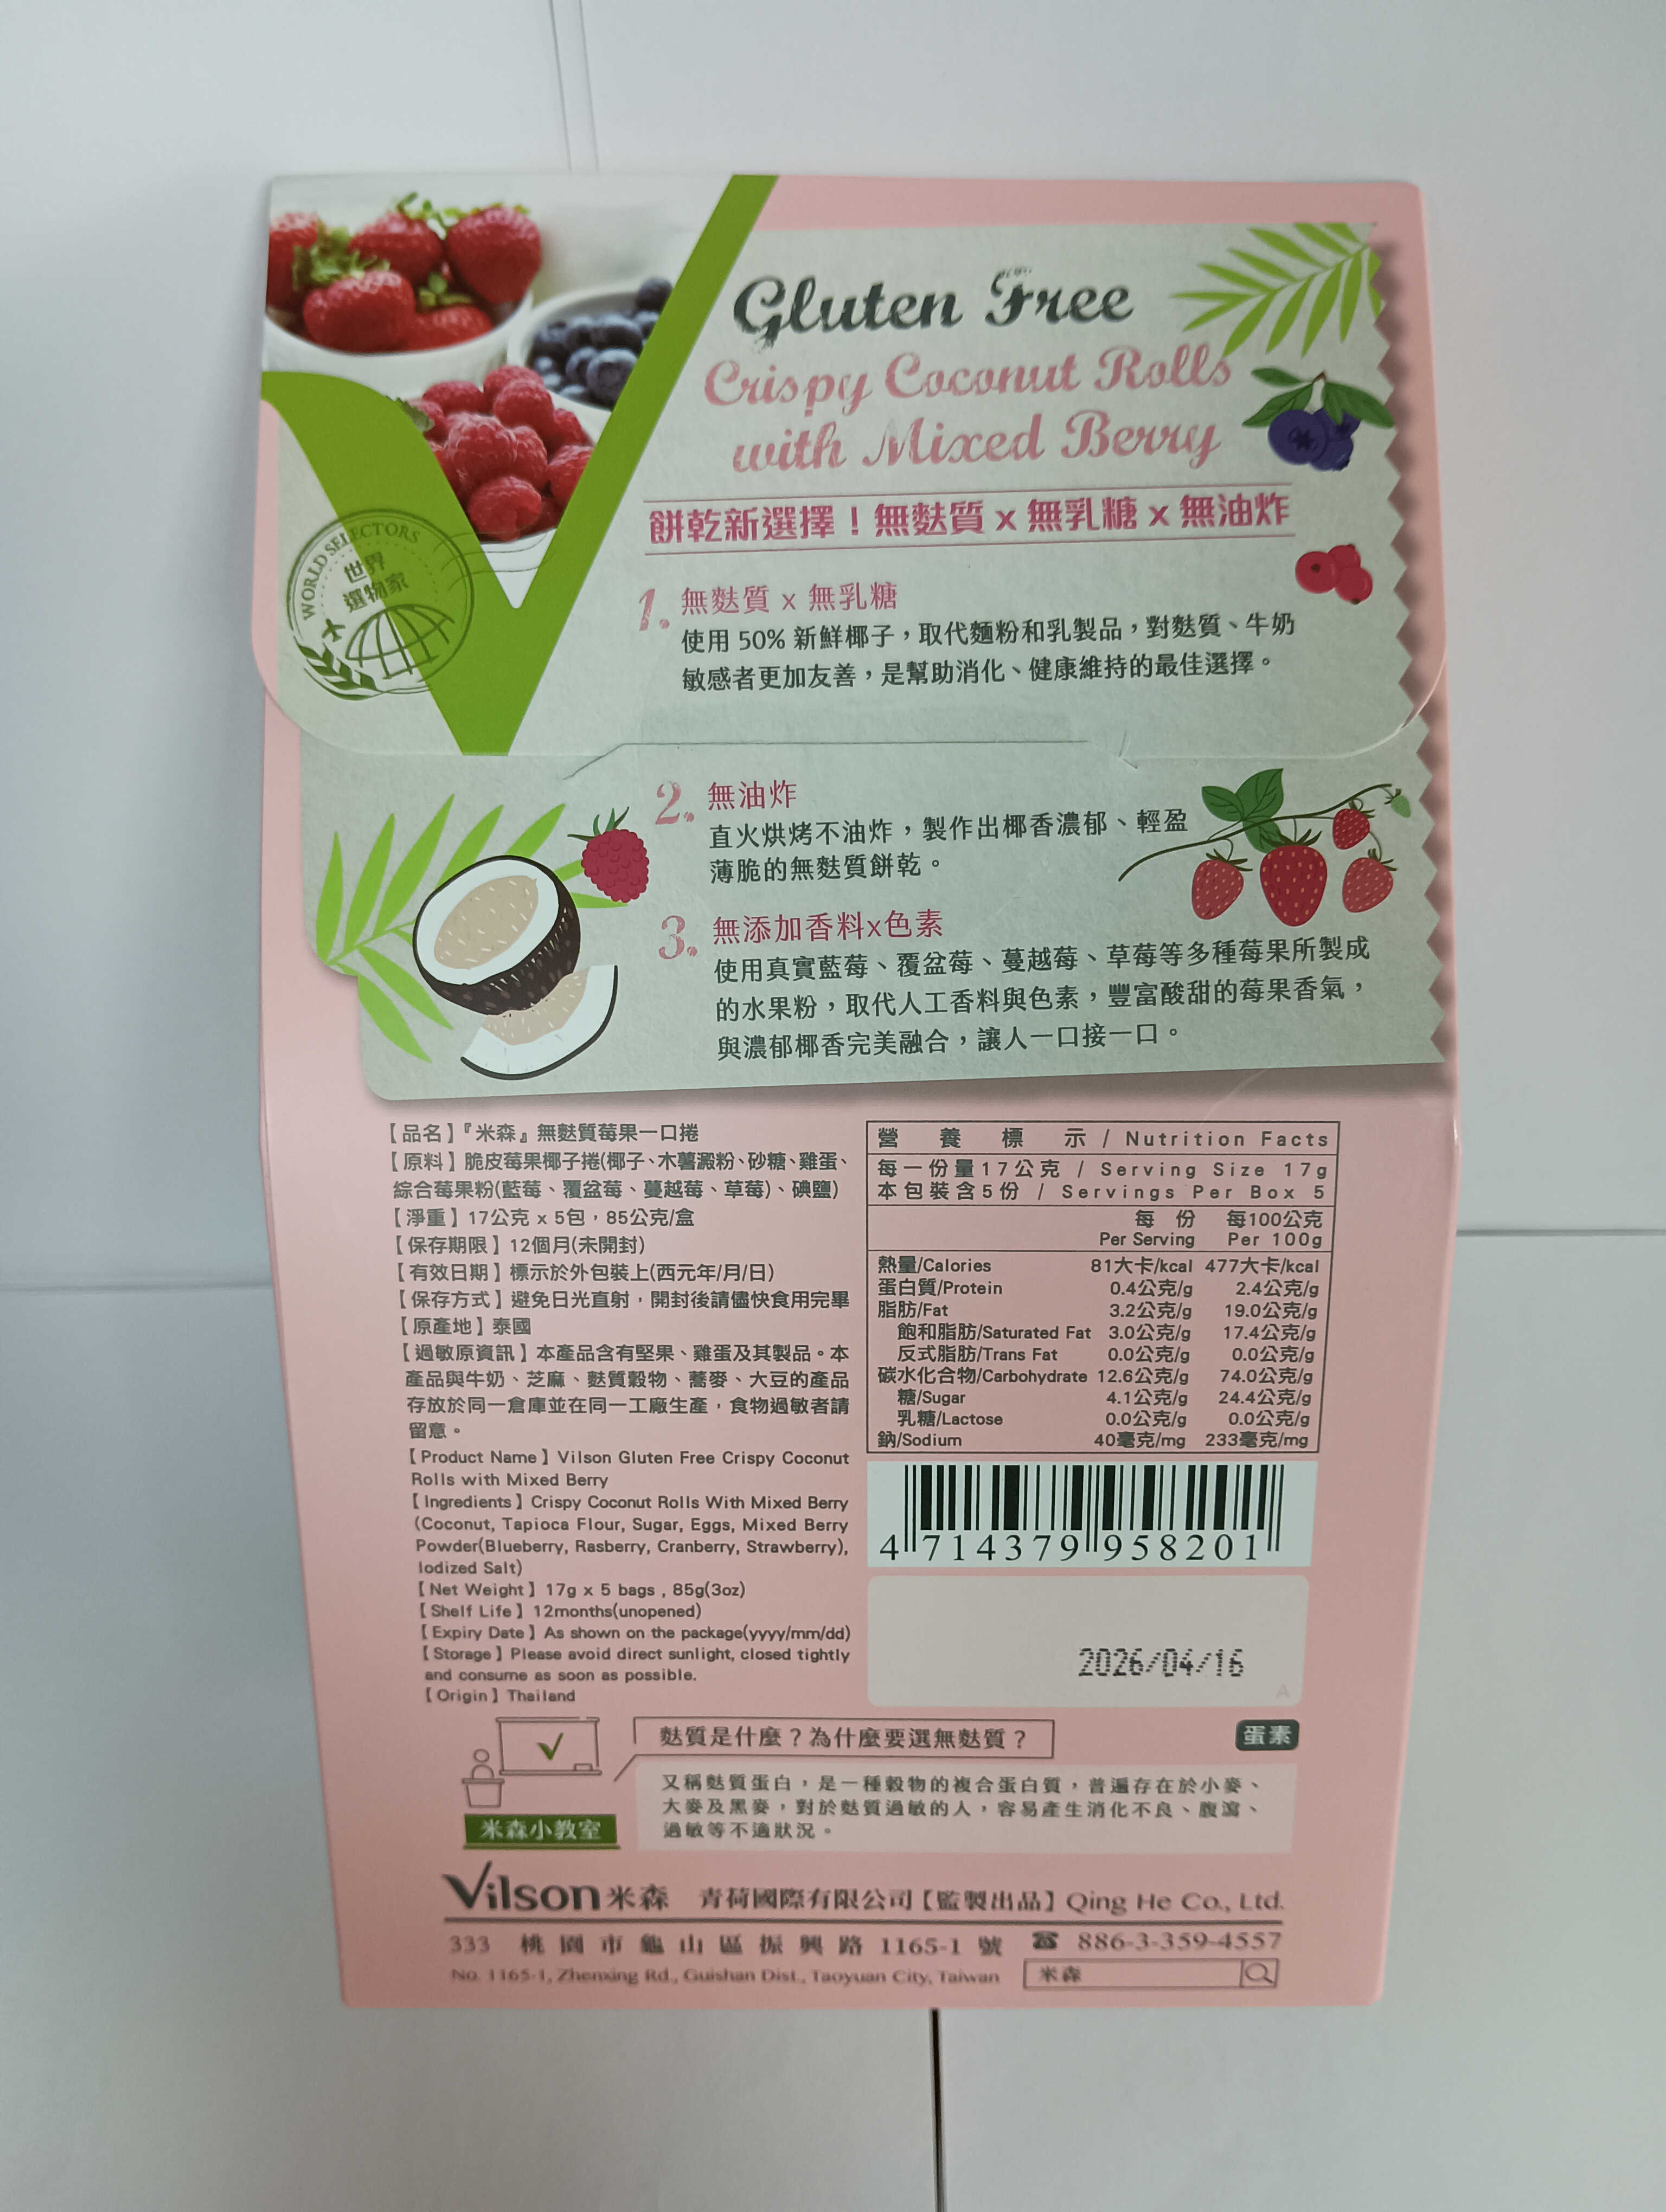 Gluten Free
Crispy Coconut Rolls
with Mixed Berry
餅乾新選擇！無麩質 x 無乳糖 x 無油炸
WORLD SELECTORS
世界
選物家
1. 無麩質 x 無乳糖
使用 50% 新鮮椰子，取代麵粉和乳製品，對麩質、牛奶
敏感者更加友善，是幫助消化、健康維持的最佳選擇。
2. 無油炸
直火烘烤不油炸，製作出椰香濃郁、輕盈
薄脆的無麩質餅乾。
3. 無添加香料x色素
使用真實藍莓、覆盆莓、蔓越莓、草莓等多種莓果所製成
的水果粉，取代人工香料與色素，豐富酸甜的莓果香氣，
與濃郁椰香完美融合，讓人一口接一口。
【品名】『米森』無麩質莓果一口捲
【原料】脆皮莓果椰子捲(椰子、木薯澱粉、砂糖、雞蛋、
綜合莓果粉(藍莓、覆盆莓、蔓越莓、草莓)、碘鹽)
【淨重】17公克 x 5包，85公克/盒
【保存期限】12個月(未開封)
【有效日期】標示於外包裝上(西元年/月/日)
【保存方式】避免日光直射，開封後請儘快食用完畢
【原產地】泰國
【過敏原資訊】本產品含有堅果、雞蛋及其製品。本
產品與牛奶、芝麻、麩質穀物、蕎麥、大豆的產品
存放於同一倉庫並在同一工廠生產，食物過敏者請
留意。
【Product Name】Vilson Gluten Free Crispy Coconut
Rolls with Mixed Berry
【Ingredients】Crispy Coconut Rolls With Mixed Berry
(Coconut, Tapioca Flour, Sugar, Eggs, Mixed Berry
Powder(Blueberry, Rasberry, Cranberry, Strawberry),
Iodized Salt)
【Net Weight】17g x 5 bags , 85g(3oz)
【Shelf Life】12months(unopened)
【Expiry Date】As shown on the package(yyyy/mm/dd)
【Storage】Please avoid direct sunlight, closed tightly
and consume as soon as possible.
【Origin】Thailand
營養標示 / Nutrition Facts
每一份量17公克 / Serving Size 17g
本包裝含5份 / Servings Per Box 5
每份 每100公克
Per Serving Per 100g
熱量/Calories 81大卡/kcal 477大卡/kcal
蛋白質/Protein 0.4公克/g 2.4公克/g
脂肪/Fat 3.2公克/g 19.0公克/g
飽和脂肪/Saturated Fat 3.0公克/g 17.4公克/g
反式脂肪/Trans Fat 0.0公克/g 0.0公克/g
碳水化合物/Carbohydrate 12.6公克/g 74.0公克/g
糖/Sugar 4.1公克/g 24.4公克/g
乳糖/Lactose 0.0公克/g 0.0公克/g
鈉/Sodium 40毫克/mg 233毫克/mg
4 714379 958201
2026/04/16
A
麩質是什麼？為什麼要選無麩質？
蛋素
又稱麩質蛋白，是一種穀物的複合蛋白質，普遍存在於小麥、
大麥及黑麥，對於麩質過敏的人，容易產生消化不良、腹瀉、
過敏等不適狀況。
米森小教室
Vilson 米森 青荷國際有限公司【監製出品】Qing He Co., Ltd.
333 桃園市龜山區振興路 1165-1 號 ☎ 886-3-359-4557
No. 1165-1, Zhenxing Rd., Guishan Dist., Taoyuan City, Taiwan
米森